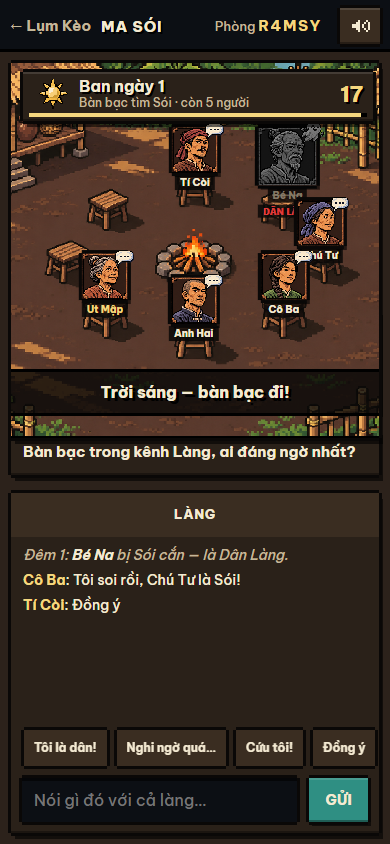 ← Lụm Kèo MA SÓI Phòng R4MSY
Ban ngày 1
Bàn bạc tìm Sói · còn 5 người
17
Tí Còi
Bé Na
DÂN L
hú Tư
Út Mập
Anh Hai
Cô Ba
Trời sáng — bàn bạc đi!
Bàn bạc trong kênh Làng, ai đáng ngờ nhất?
LÀNG
Đêm 1: Bé Na bị Sói cắn — là Dân Làng.
Cô Ba: Tôi soi rồi, Chú Tư là Sói!
Tí Còi: Đồng ý
Tôi là dân!
Nghi ngờ quá...
Cứu tôi!
Đồng ý
Nói gì đó với cả làng...
GỬI